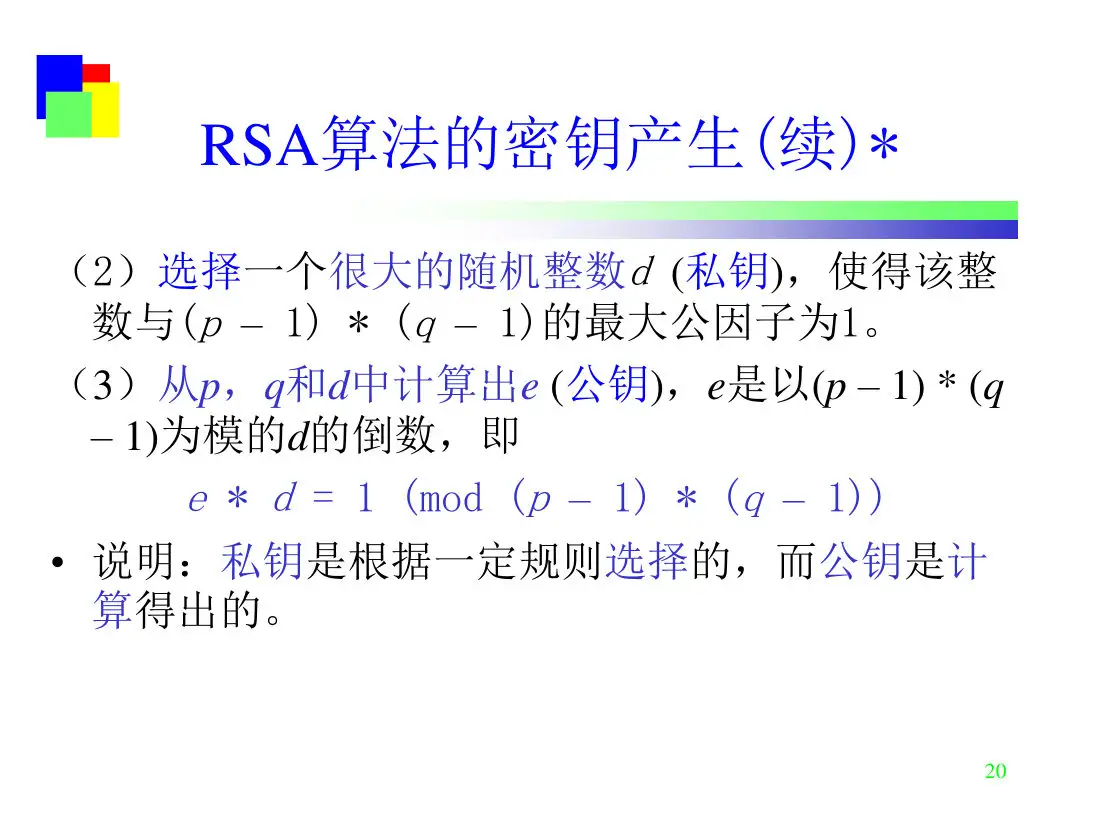 RSA算法的密钥产生(续)*
（2）选择一个很大的随机整数d (私钥)，使得该整
数与(p – 1) * (q – 1)的最大公因子为1。
（3）从p，q和d中计算出e (公钥)，e是以(p – 1) * (q
– 1)为模的d的倒数，即
e * d = 1 (mod (p – 1) * (q – 1))
• 说明：私钥是根据一定规则选择的，而公钥是计
算得出的。
20